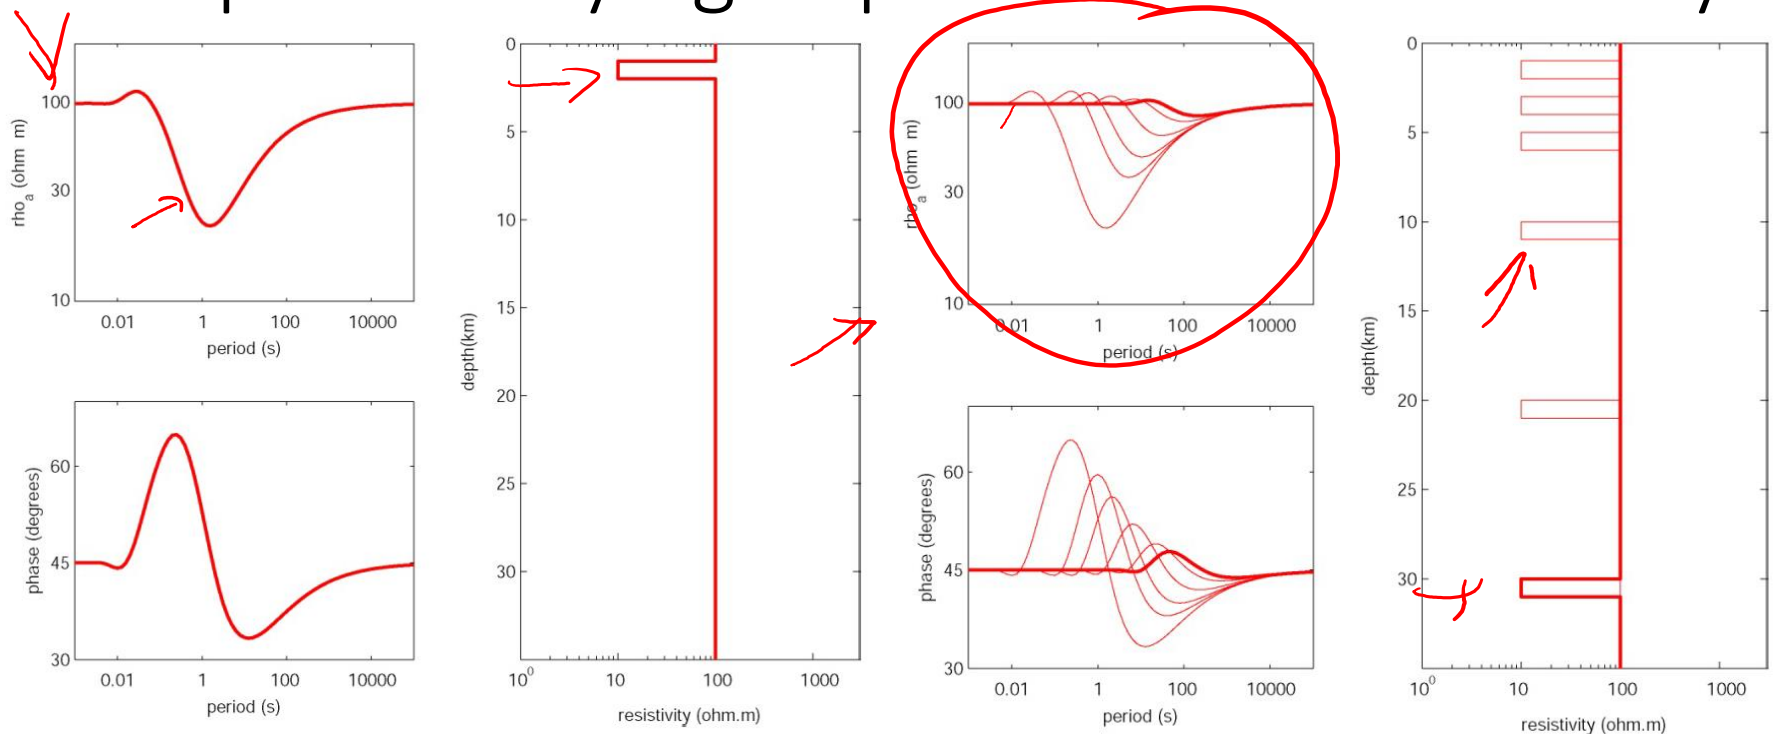 100
30
10
rho_a (ohm m)
0.01 1 100 10000
period (s)
60
45
30
phase (degrees)
0.01 1 100 10000
period (s)
0
5
10
15
20
25
30
depth(km)
10^0 10 100 1000
resistivity (ohm.m)
100
30
10
rho_a (ohm m)
0.01 1 100 10000
period (s)
60
45
30
phase (degrees)
0.01 1 100 10000
period (s)
0
5
10
15
20
25
30
depth(km)
10^0 10 100 1000
resistivity (ohm.m)